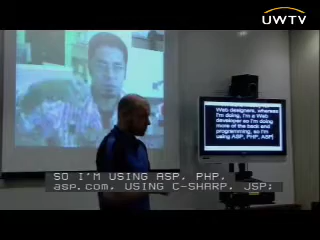 UWTV
Web designers, whereas
I'm doing, I'm a Web
developer so I'm doing
more of the back end
programming, so I'm
using ASP, PHP, ASP
SO I'M USING ASP, PHP,
asp.com, USING C-SHARP, JSP;